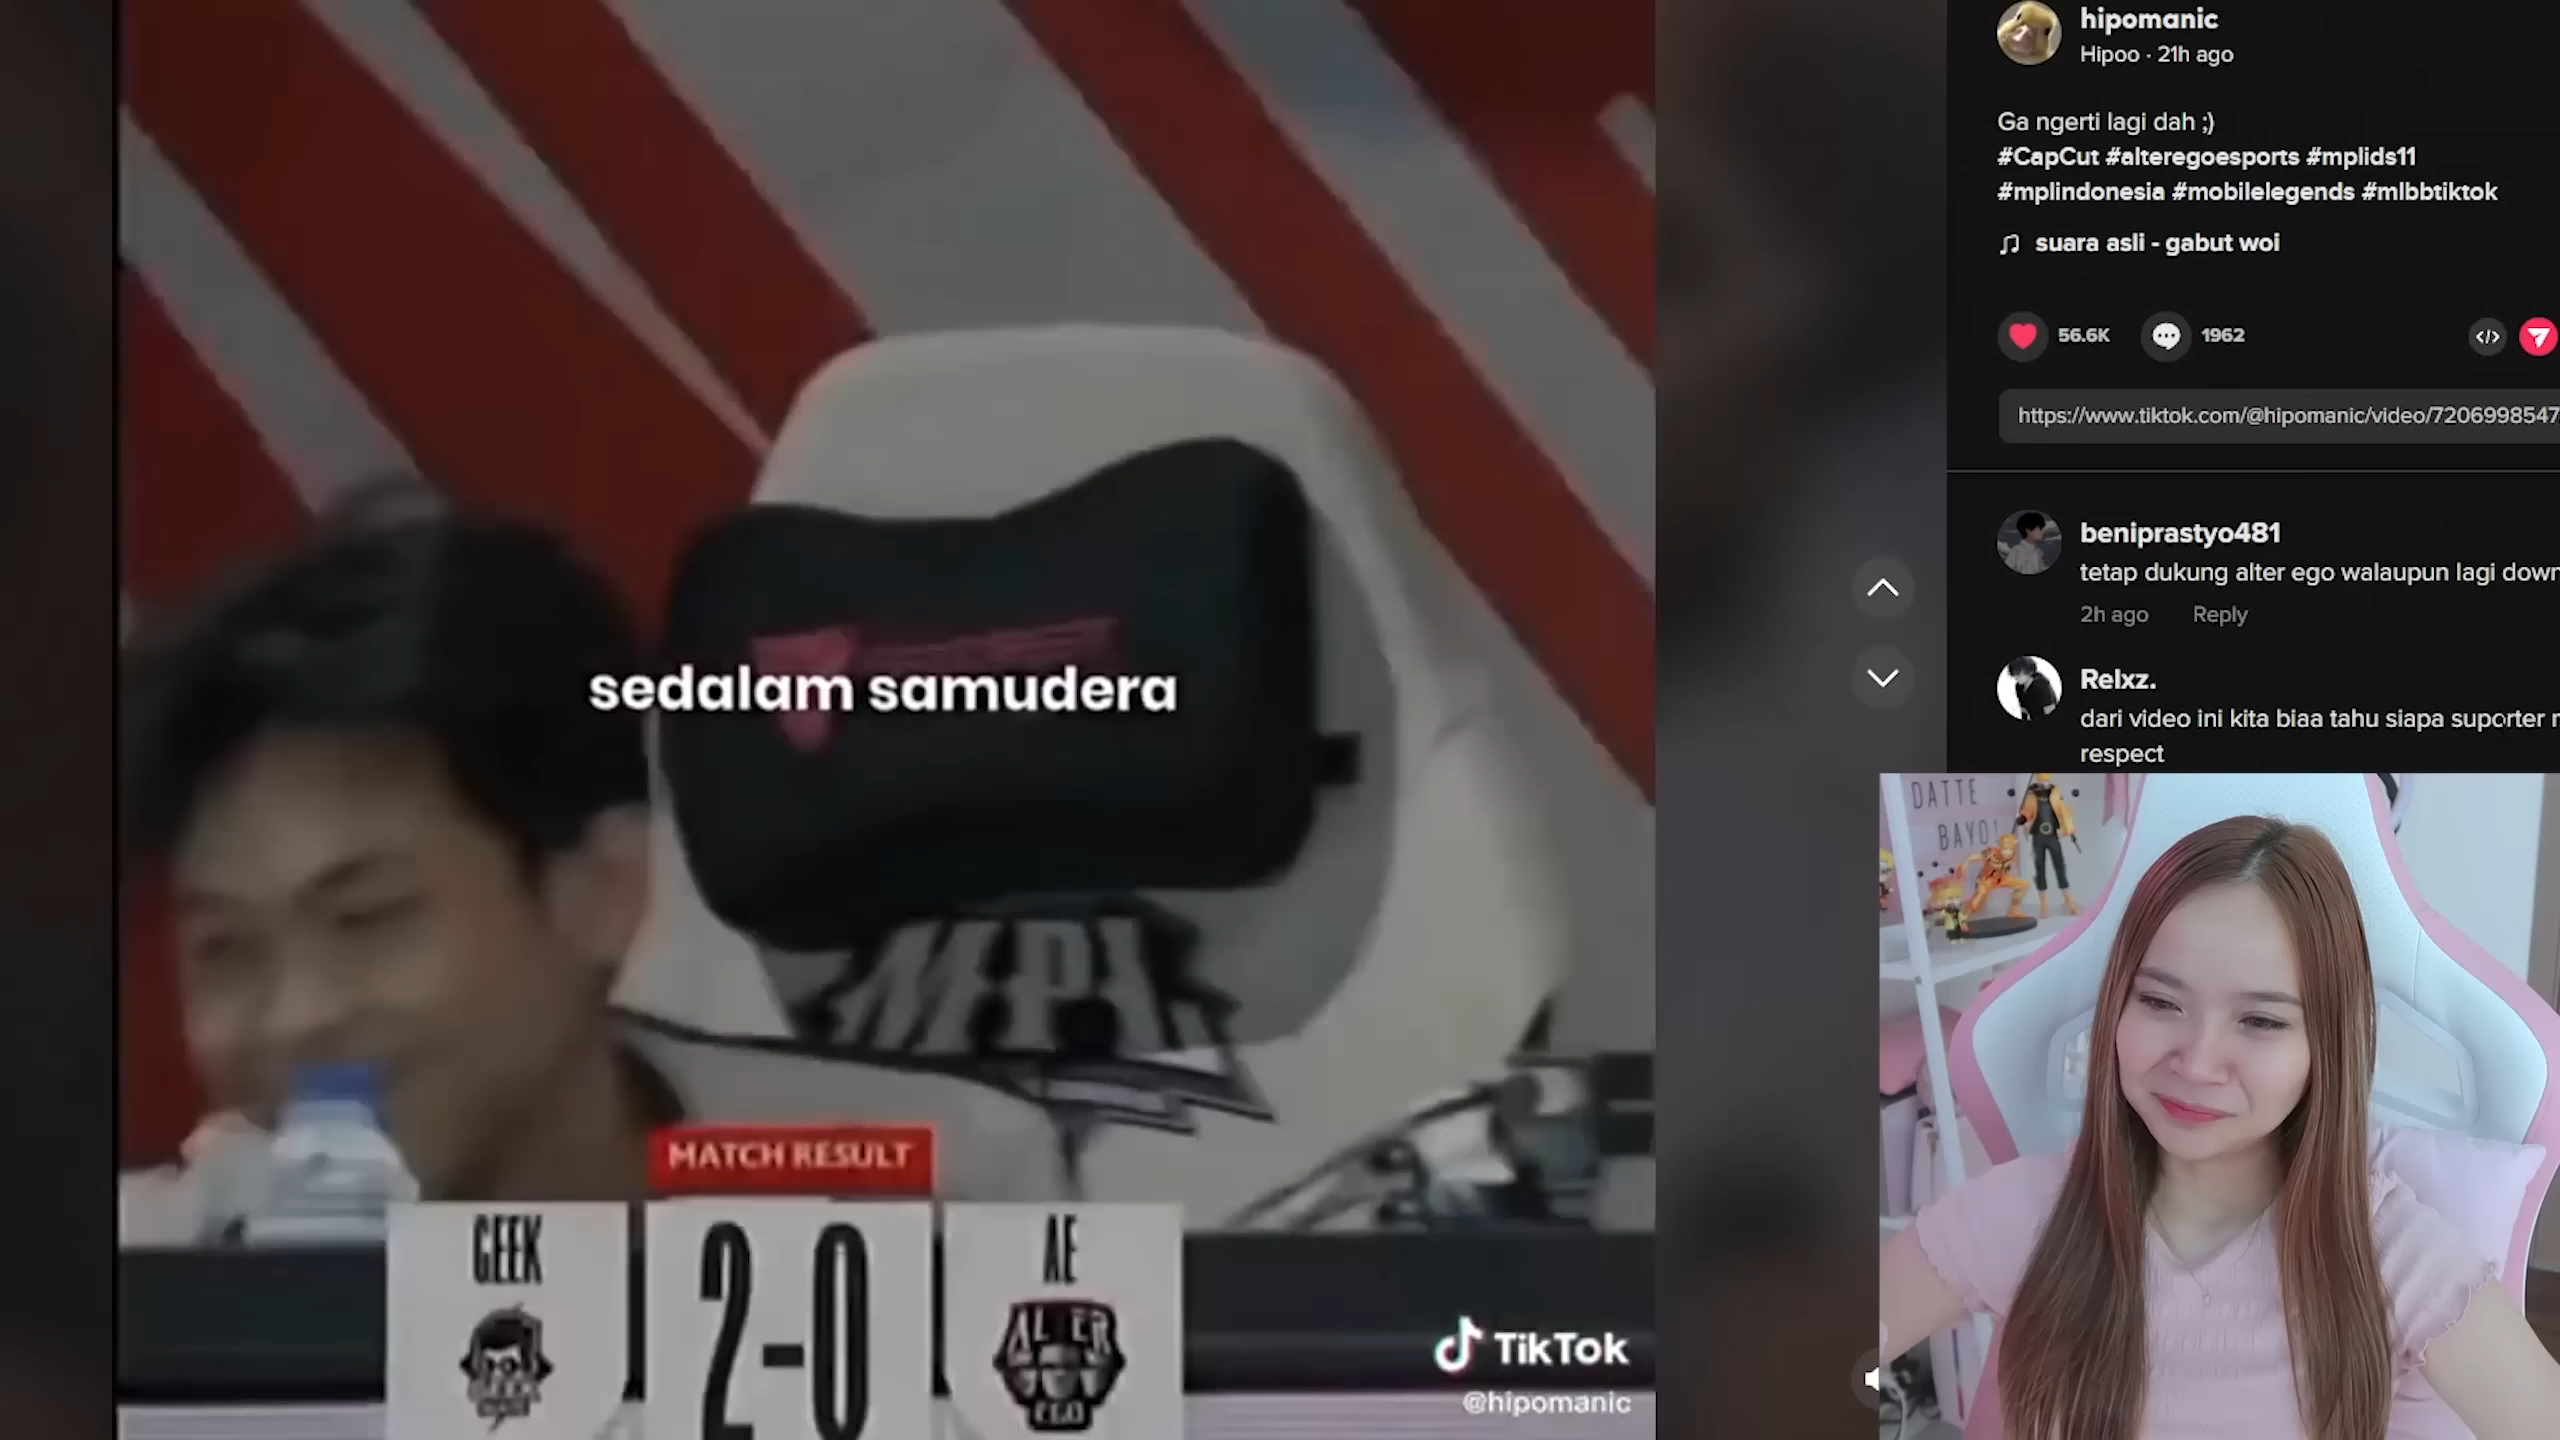 sedalam samudera
MPL
MATCH RESULT
GEEK
2-0
AE
ALTER
EGO
TikTok
@hipomanic
hipomanic
Hipoo · 21h ago
Ga ngerti lagi dah ;)
#CapCut #alteregoesports #mplids11
#mplindonesia #mobilelegends #mlbbtiktok
suara asli - gabut woi
56.6K
1962
https://www.tiktok.com/@hipomanic/video/7206998547
beniprastyo481
tetap dukung alter ego walaupun lagi down
2h ago Reply
Relxz.
dari video ini kita biaa tahu siapa suporter
respect
DATTE
BAYO!